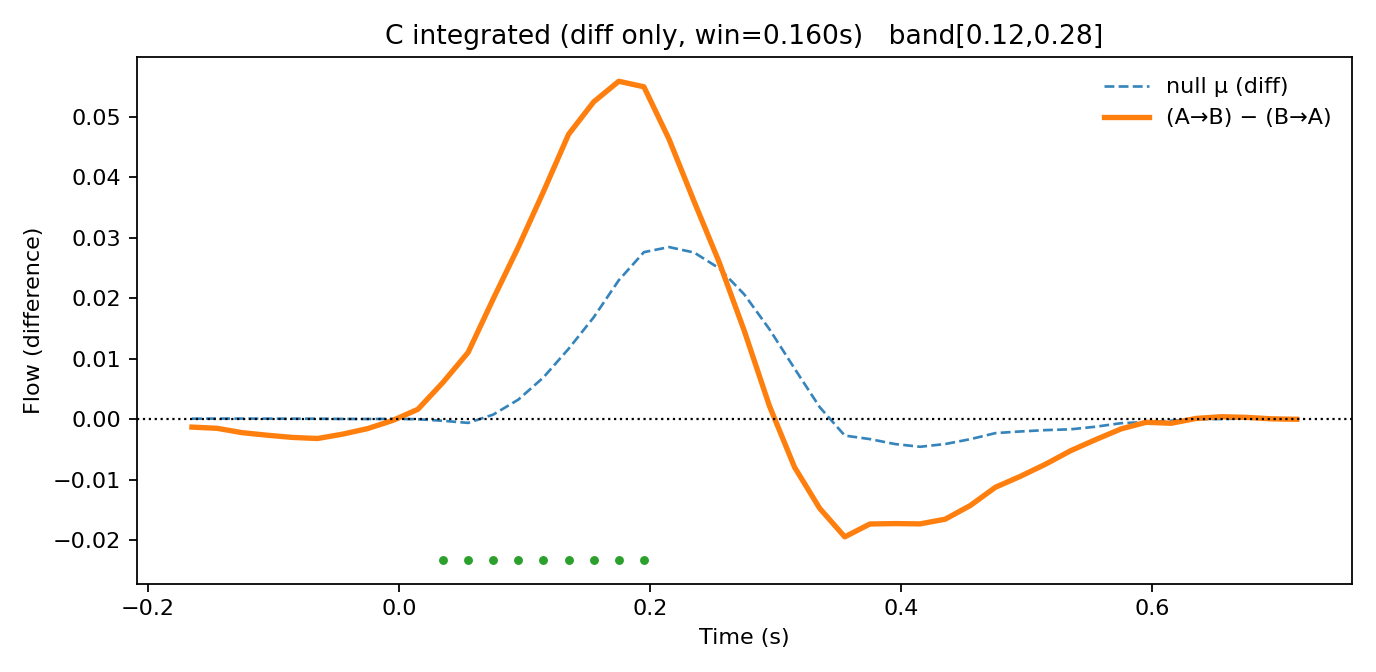 C integrated (diff only, win=0.160s)   band[0.12,0.28]
null μ (diff)
(A→B) − (B→A)
Flow (difference)
0.05
0.04
0.03
0.02
0.01
0.00
−0.01
−0.02
−0.2
0.0
0.2
0.4
0.6
Time (s)